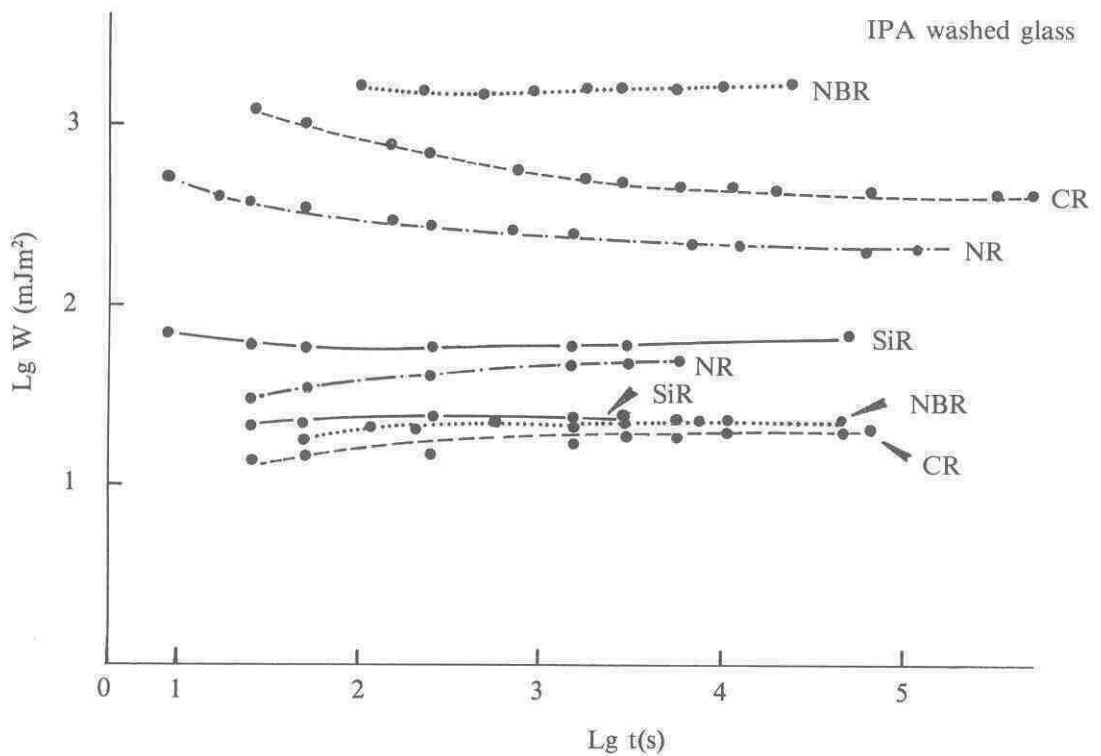 IPA washed glass
NBR
3
CR
NR
2
SiR
NR
SiR
NBR
CR
1
0 1 2 3 4 5
Lg t(s)
Lg W (mJm²)